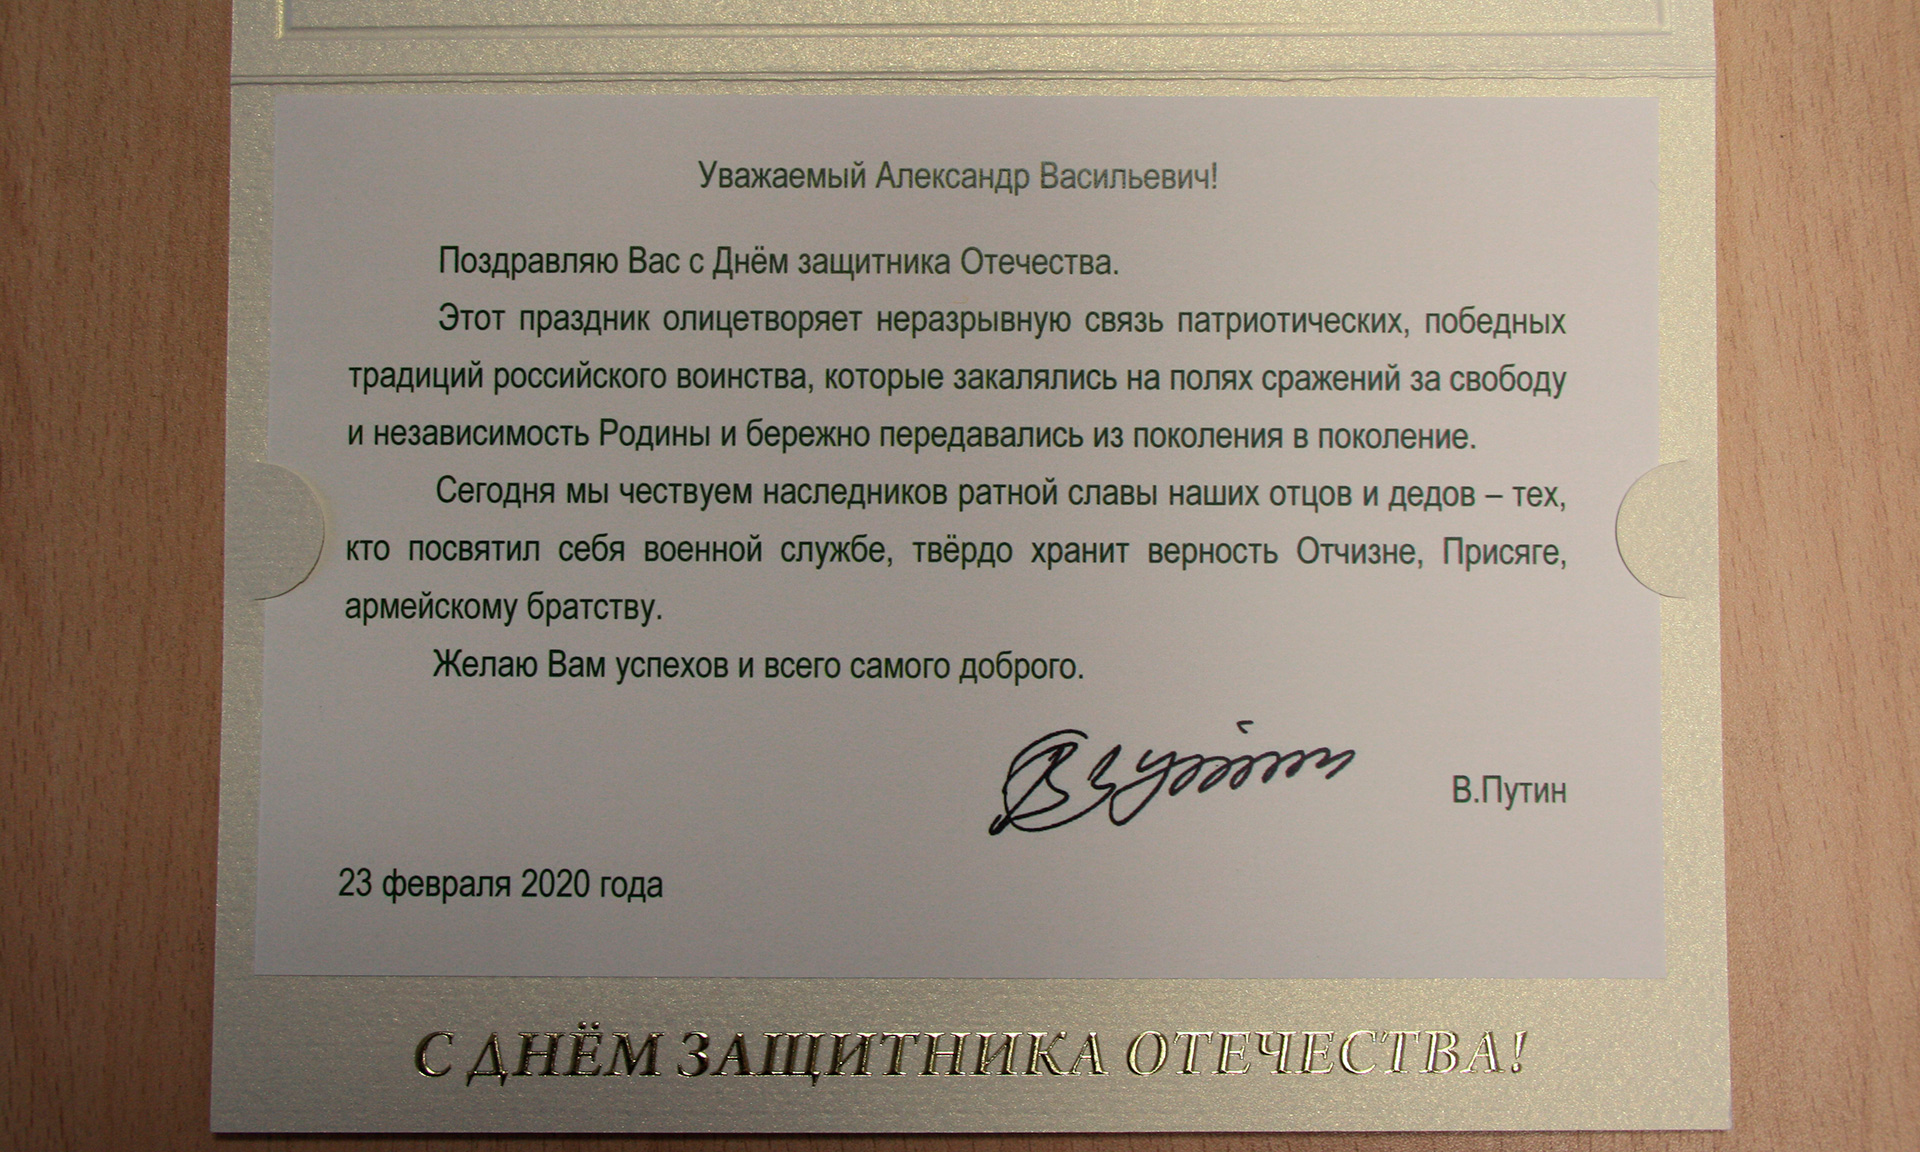 Уважаемый Александр Васильевич!
Поздравляю Вас с Днём защитника Отечества.
Этот праздник олицетворяет неразрывную связь патриотических, победных
традиций российского воинства, которые закалялись на полях сражений за свободу
и независимость Родины и бережно передавались из поколения в поколение.
Сегодня мы чествуем наследников ратной славы наших отцов и дедов – тех,
кто посвятил себя военной службе, твёрдо хранит верность Отчизне, Присяге,
армейскому братству.
Желаю Вам успехов и всего самого доброго.
В.Путин
23 февраля 2020 года
С ДНЁМ ЗАЩИТНИКА ОТЕЧЕСТВА!